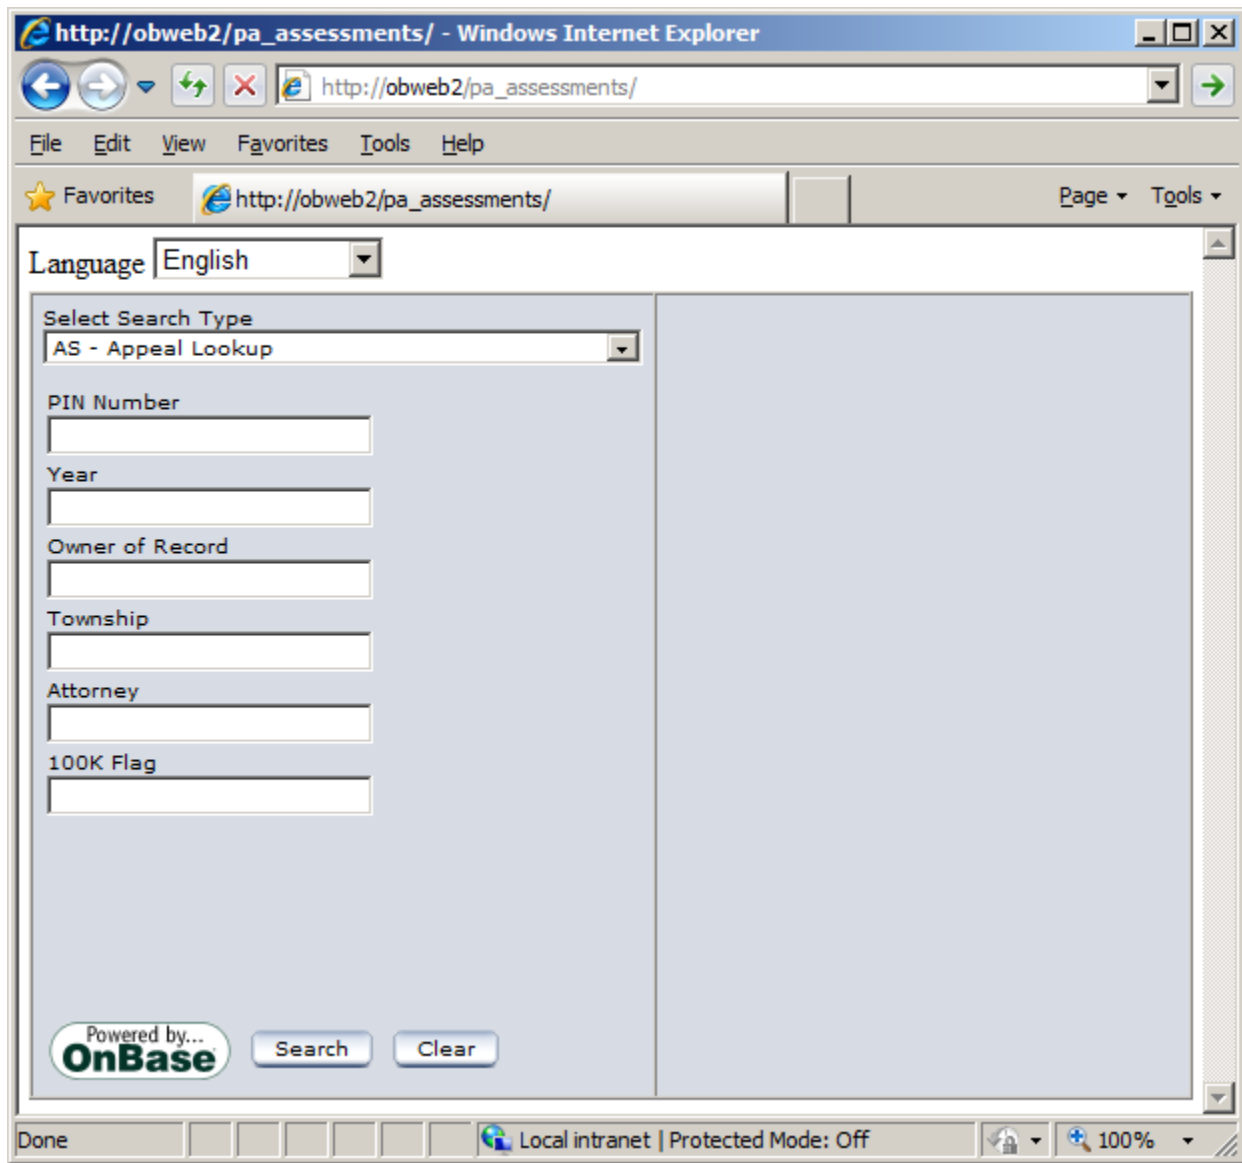 http://obweb2/pa_assessments/ - Windows Internet Explorer
http://obweb2/pa_assessments/
File Edit View Favorites Tools Help
Favorites http://obweb2/pa_assessments/ Page Tools
Language English
Select Search Type
AS - Appeal Lookup
PIN Number
Year
Owner of Record
Township
Attorney
100K Flag
Powered by...
OnBase Search Clear
Done Local intranet | Protected Mode: Off 100%